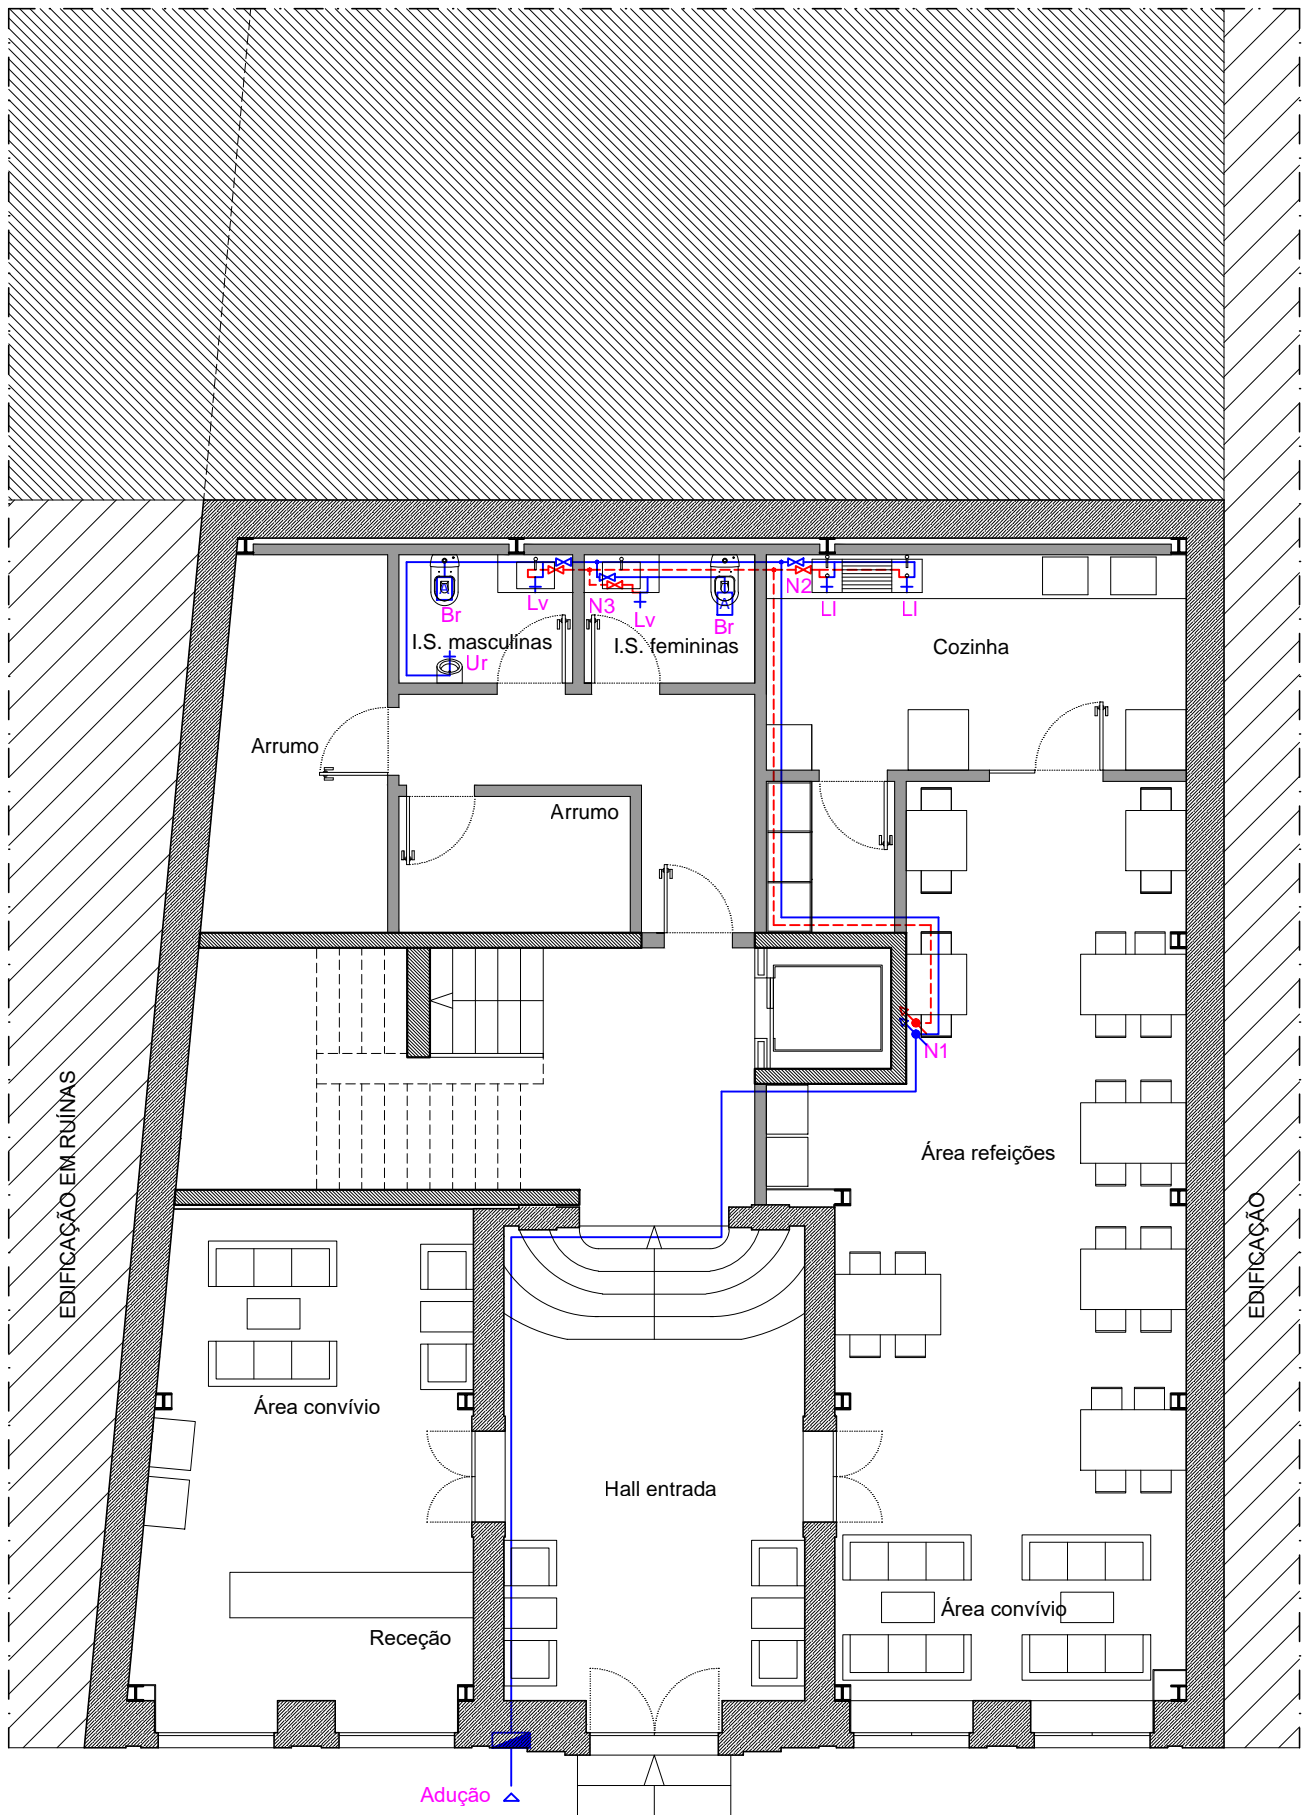 N2
Br
Lv
N3
Lv
Br
Ll
Ll
I.S. masculinas
I.S. femininas
Cozinha
Ur
Arrumo
Arrumo
N1
EDIFICAÇÃO EM RUÍNAS
Área refeições
EDIFICAÇÃO
Área convívio
Hall entrada
Área convívio
Receção
Adução